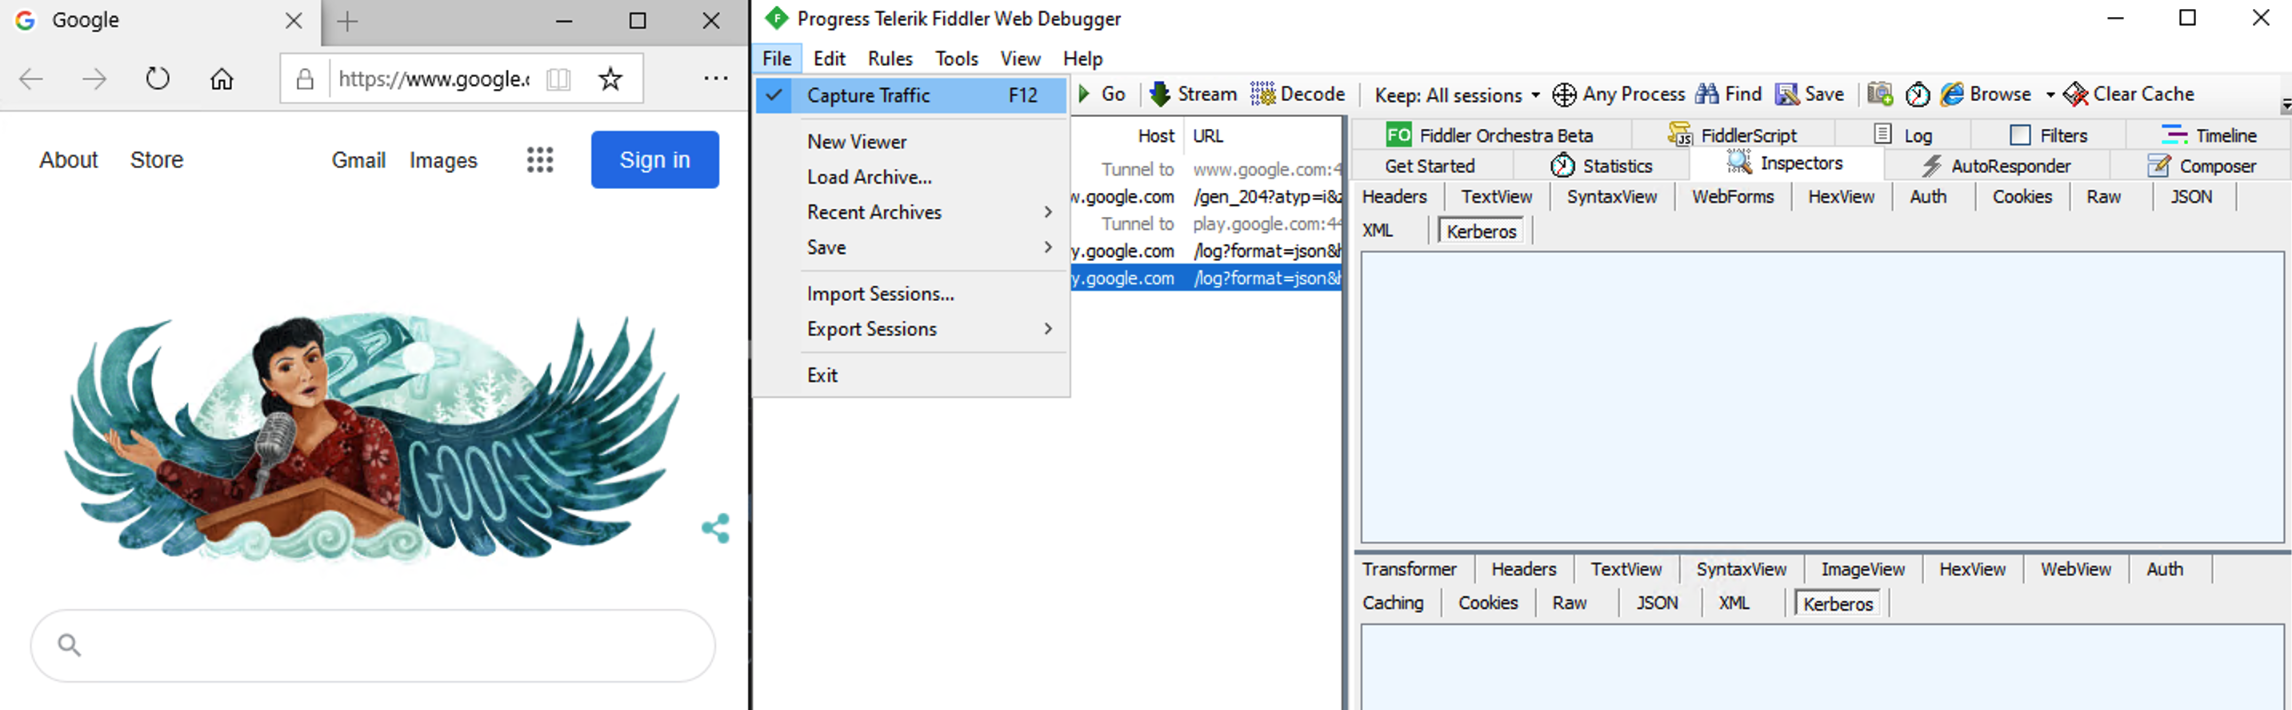 Google
https://www.google.c
About Store Gmail Images Sign in
GOOGLE
Progress Telerik Fiddler Web Debugger
File Edit Rules Tools View Help
Capture Traffic F12
New Viewer
Load Archive...
Recent Archives
Save
Import Sessions...
Export Sessions
Exit
Go Stream Decode Keep: All sessions Any Process Find Save Browse Clear Cache
Host URL
Tunnel to www.google.com:4
w.google.com /gen_204?atyp=i&z
Tunnel to play.google.com:44
y.google.com /log?format=json&h
y.google.com /log?format=json&h
FO Fiddler Orchestra Beta JS FiddlerScript Log Filters Timeline
Get Started Statistics Inspectors AutoResponder Composer
Headers TextView SyntaxView WebForms HexView Auth Cookies Raw JSON
XML Kerberos
Transformer Headers TextView SyntaxView ImageView HexView WebView Auth
Caching Cookies Raw JSON XML Kerberos